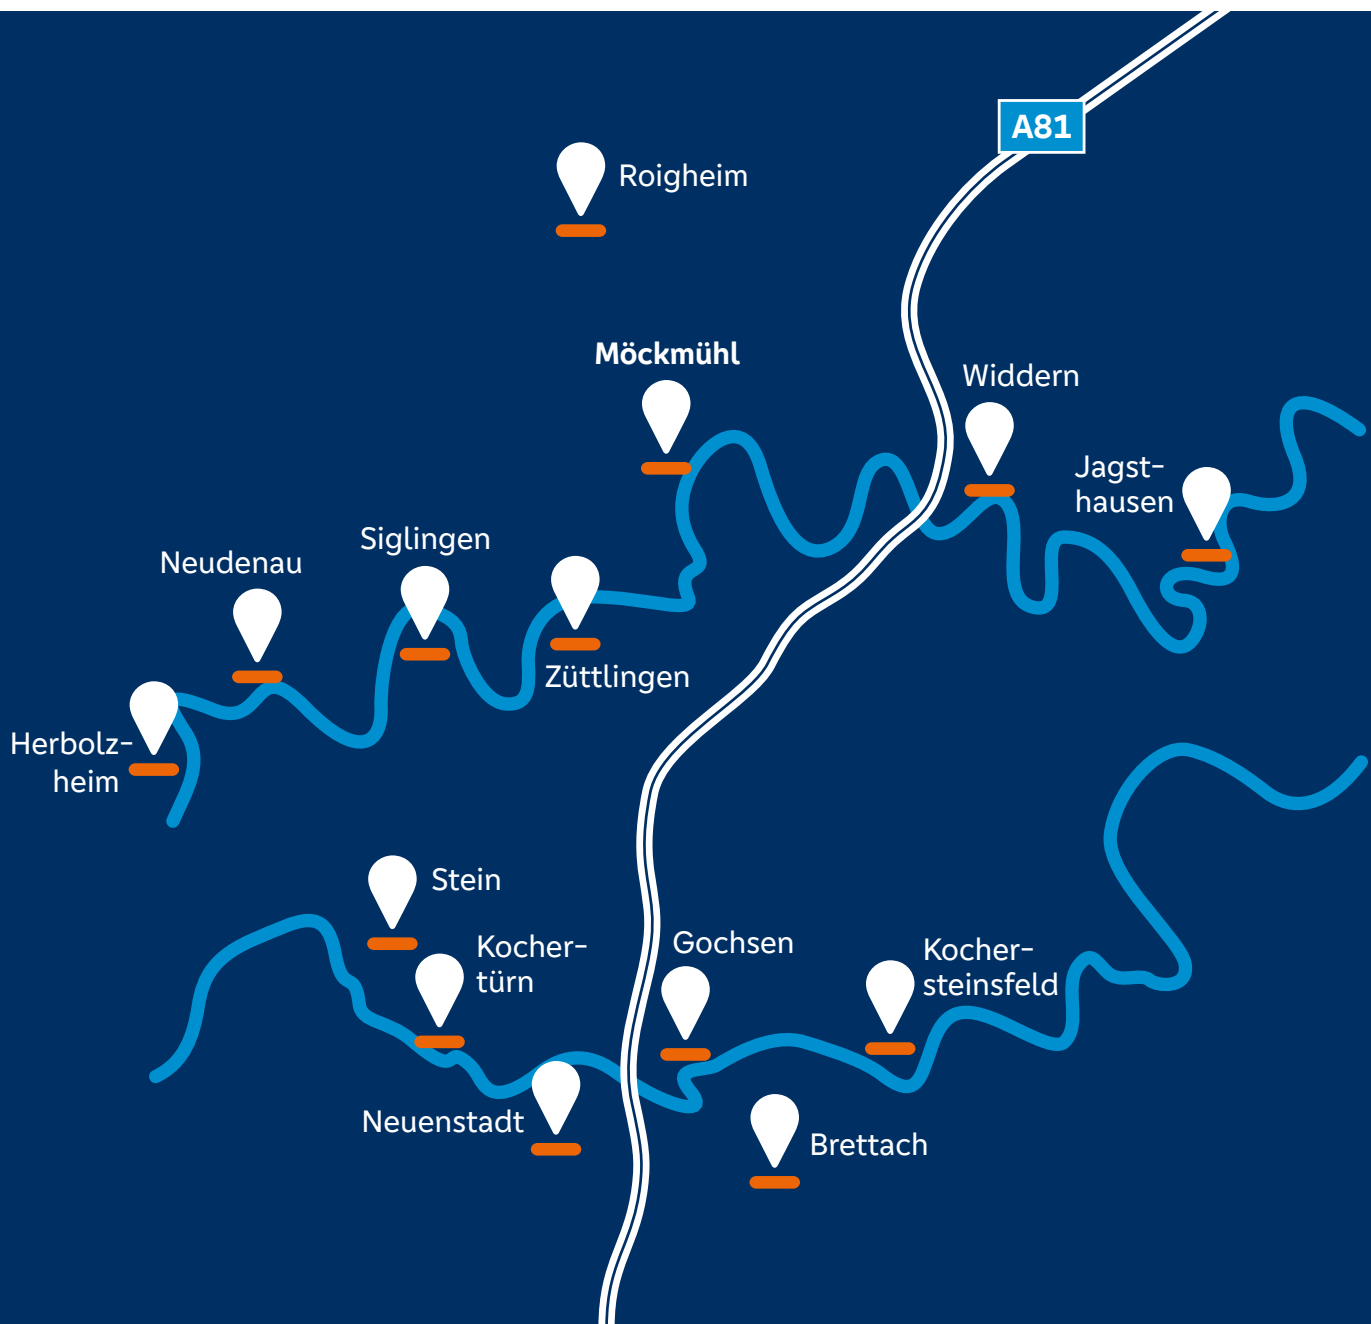 A81
Roigheim
Möckmühl
Widdern
Jagst-
hausen
Siglingen
Neudenau
Züttlingen
Herbolz-
heim
Stein
Kocher-
türn
Gochsen
Kocher-
steinsfeld
Neuenstadt
Brettach